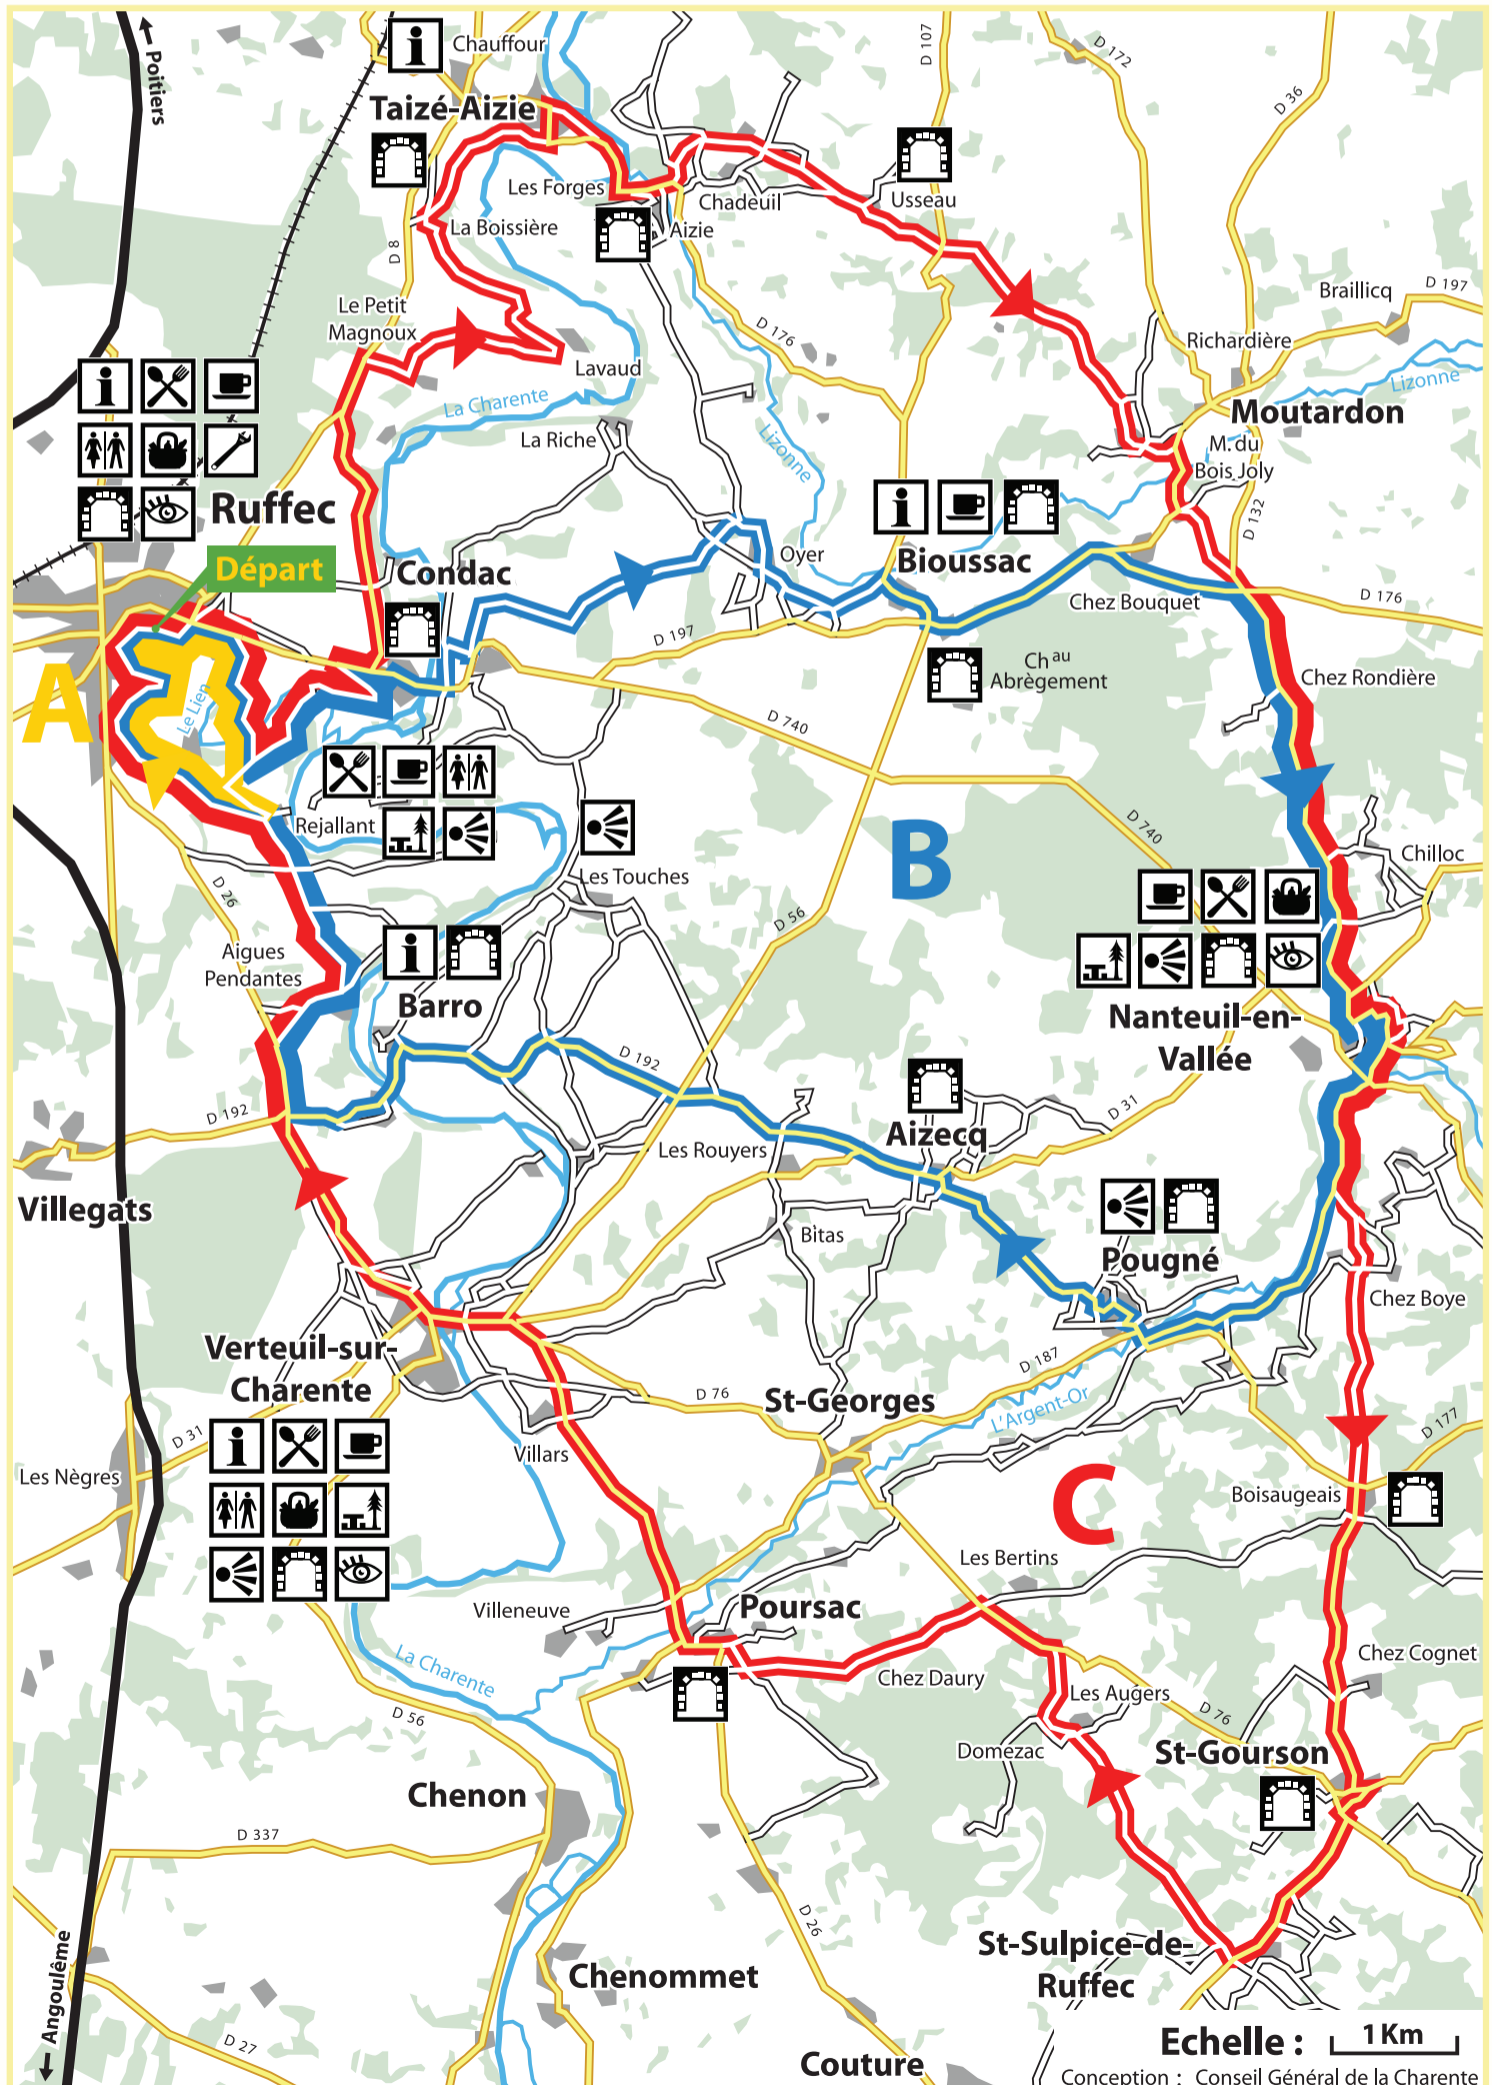 Poitiers
Chauffour
D 107
D 172
D 36
Taizé-Aizie
Les Forges
Chadeuil
Usseau
La Boissière
Aizie
D 8
Le Petit
Magnoux
Lavaud
D 176
Braillicq
D 197
Richardière
Lizonne
La Charente
La Riche
Lizonne
Moutardon
M. du
Bois Joly
Ruffec
D 132
Départ
Condac
Oyer
Bioussac
Chez Bouquet
D 176
D 197
Ch au
Abrègement
Chez Rondière
A
Le Lien
D 740
Rejallant
B
D 740
Chilloc
Les Touches
D 26
D 56
Aigues
Pendantes
Barro
Nanteuil-en-
Vallée
D 192
D 192
Aizecq
D 31
Les Rouyers
Villegats
Bitas
Pougné
Chez Boye
Verteuil-sur-
Charente
D 187
D 76
St-Georges
L'Argent-Or
D 31
D 177
Villars
Les Nègres
C
Boisaugeais
Les Bertins
Villeneuve
Poursac
La Charente
Chez Daury
Chez Cognet
Les Augers
D 56
D 76
Domezac
St-Gourson
Chenon
D 337
D 26
St-Sulpice-de-
Ruffec
Angoulême
Chenommet
D 27
Echelle :
1 Km
Couture
Conception : Conseil Général de la Charente